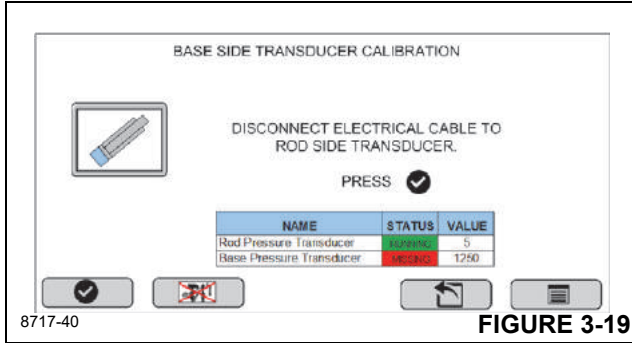 BASE SIDE TRANSDUCER CALIBRATION
DISCONNECT ELECTRICAL CABLE TO
ROD SIDE TRANSDUCER.
PRESS
NAME STATUS VALUE
Rod Pressure Transducer RUNNING 5
Base Pressure Transducer MISSING 1250
8717-40
FIGURE 3-19